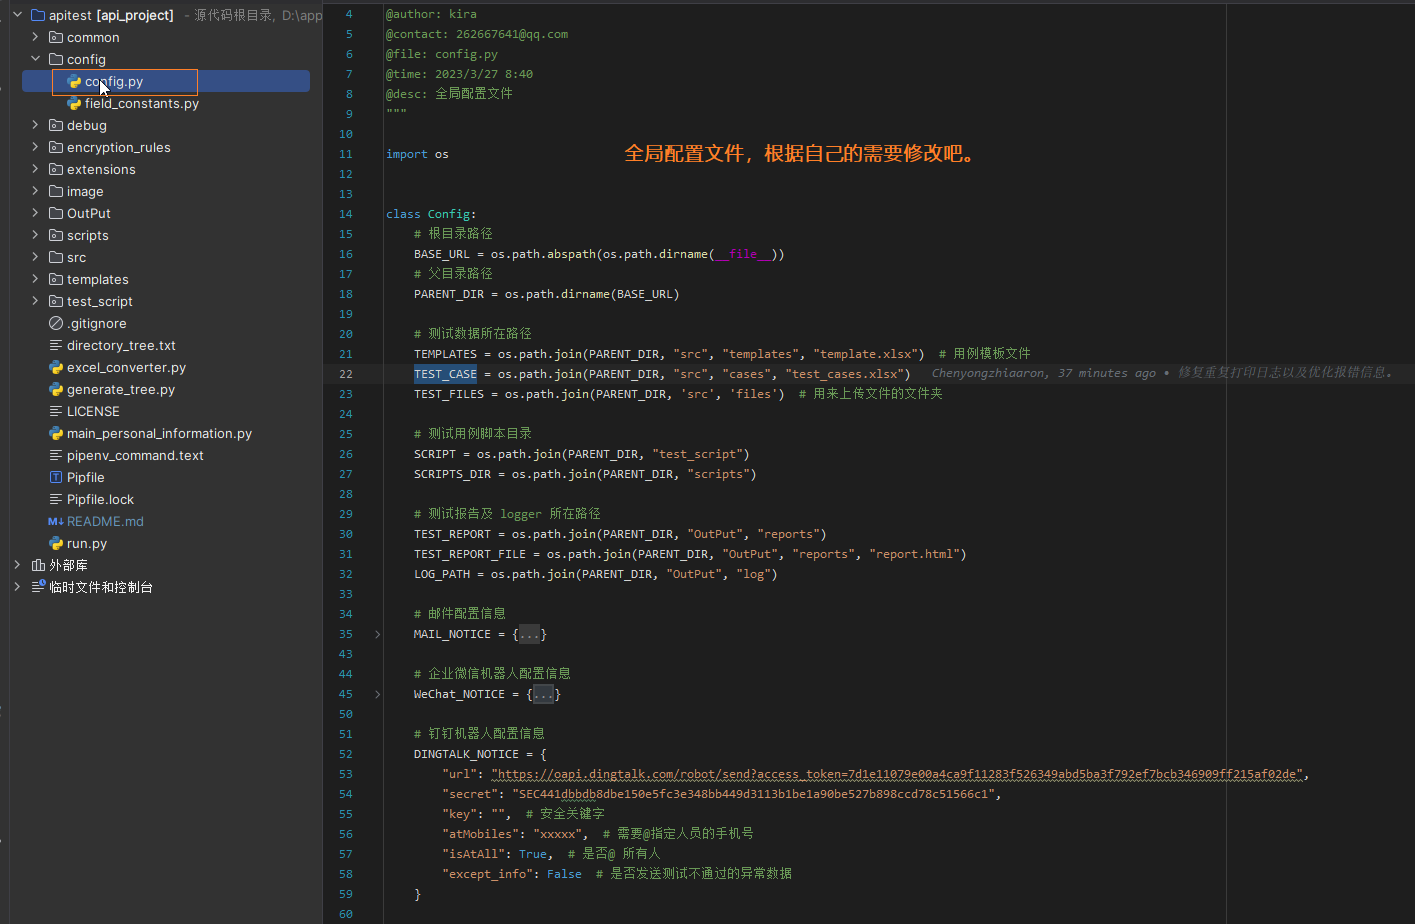 apitest [api_project] - 源代码根目录, D:\app
common
config
config.py
field_constants.py
debug
encryption_rules
extensions
image
OutPut
scripts
src
templates
test_script
.gitignore
directory_tree.txt
excel_converter.py
generate_tree.py
LICENSE
main_personal_information.py
pipenv_command.text
Pipfile
Pipfile.lock
README.md
run.py
外部库
临时文件和控制台
4 @author: kira
5 @contact: 262667641@qq.com
6 @file: config.py
7 @time: 2023/3/27 8:40
8 @desc: 全局配置文件
9 """
10
11 import os
全局配置文件，根据自己的需要修改吧。
12
13
14 class Config:
15 # 根目录路径
16 BASE_URL = os.path.abspath(os.path.dirname(__file__))
17 # 父目录路径
18 PARENT_DIR = os.path.dirname(BASE_URL)
19
20 # 测试数据所在路径
21 TEMPLATES = os.path.join(PARENT_DIR, "src", "templates", "template.xlsx") # 用例模板文件
22 TEST_CASE = os.path.join(PARENT_DIR, "src", "cases", "test_cases.xlsx") Chenyongzhiaaron, 37 minutes ago • 修复重复打印日志以及优化报错信息。
23 TEST_FILES = os.path.join(PARENT_DIR, 'src', 'files') # 用来上传文件的文件夹
24
25 # 测试用例脚本目录
26 SCRIPT = os.path.join(PARENT_DIR, "test_script")
27 SCRIPTS_DIR = os.path.join(PARENT_DIR, "scripts")
28
29 # 测试报告及 logger 所在路径
30 TEST_REPORT = os.path.join(PARENT_DIR, "OutPut", "reports")
31 TEST_REPORT_FILE = os.path.join(PARENT_DIR, "OutPut", "reports", "report.html")
32 LOG_PATH = os.path.join(PARENT_DIR, "OutPut", "log")
33
34 # 邮件配置信息
35 MAIL_NOTICE = {...}
43
44 # 企业微信机器人配置信息
45 WeChat_NOTICE = {...}
50
51 # 钉钉机器人配置信息
52 DINGTALK_NOTICE = {
53 "url": "https://oapi.dingtalk.com/robot/send?access_token=7d1e11079e00a4ca9f11283f526349abd5ba3f792ef7bcb346909ff215af02de",
54 "secret": "SEC441dbbdb8dbe150e5fc3e348bb449d3113b1be1a90be527b898ccd78c51566c1",
55 "key": "", # 安全关键字
56 "atMobiles": "xxxxx", # 需要@指定人员的手机号
57 "isAtAll": True, # 是否@ 所有人
58 "except_info": False # 是否发送测试不通过的异常数据
59 }
60